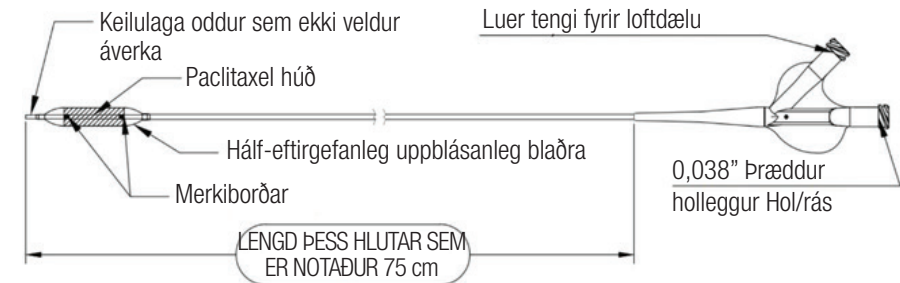 Keilulaga oddur sem ekki veldur
áverka
Luer tengi fyrir loftdælu
Paclitaxel húð
Hálf-eftirgefanleg uppblásanleg blaðra
Merkiborðar
0,038” Þræddur
holleggur Hol/rás
LENGD ÞESS HLUTAR SEM
ER NOTAÐUR 75 cm